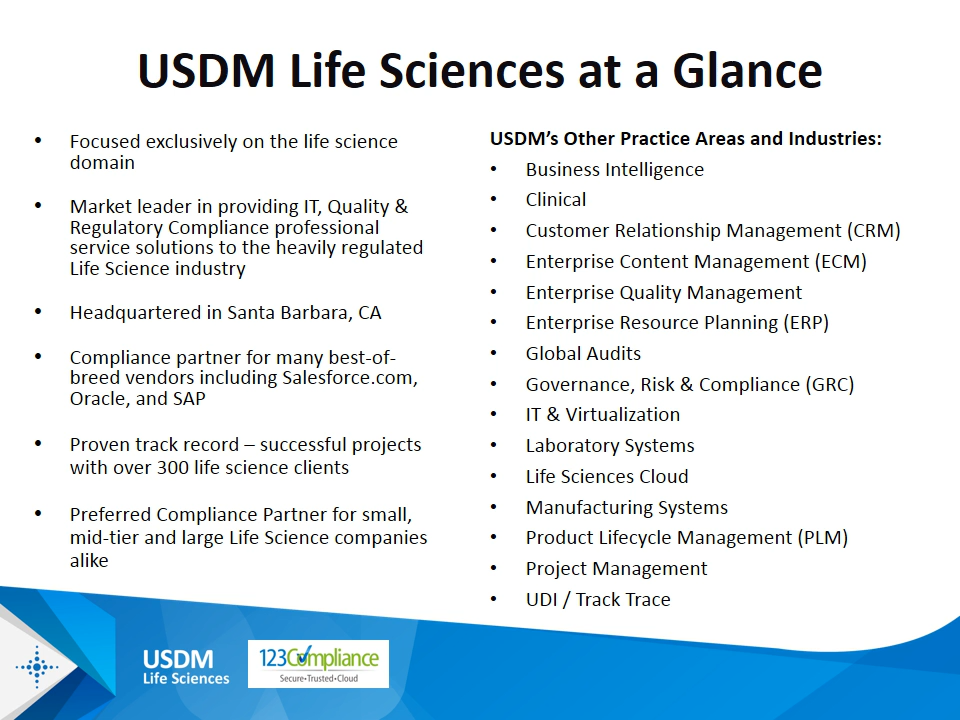 USDM Life Sciences at a Glance
• Focused exclusively on the life science
domain
• Market leader in providing IT, Quality &
Regulatory Compliance professional
service solutions to the heavily regulated
Life Science industry
• Headquartered in Santa Barbara, CA
• Compliance partner for many best-of-
breed vendors including Salesforce.com,
Oracle, and SAP
• Proven track record – successful projects
with over 300 life science clients
• Preferred Compliance Partner for small,
mid-tier and large Life Science companies
alike
USDM’s Other Practice Areas and Industries:
• Business Intelligence
• Clinical
• Customer Relationship Management (CRM)
• Enterprise Content Management (ECM)
• Enterprise Quality Management
• Enterprise Resource Planning (ERP)
• Global Audits
• Governance, Risk & Compliance (GRC)
• IT & Virtualization
• Laboratory Systems
• Life Sciences Cloud
• Manufacturing Systems
• Product Lifecycle Management (PLM)
• Project Management
• UDI / Track Trace
USDM
Life Sciences
123Compliance
Secure•Trusted•Cloud